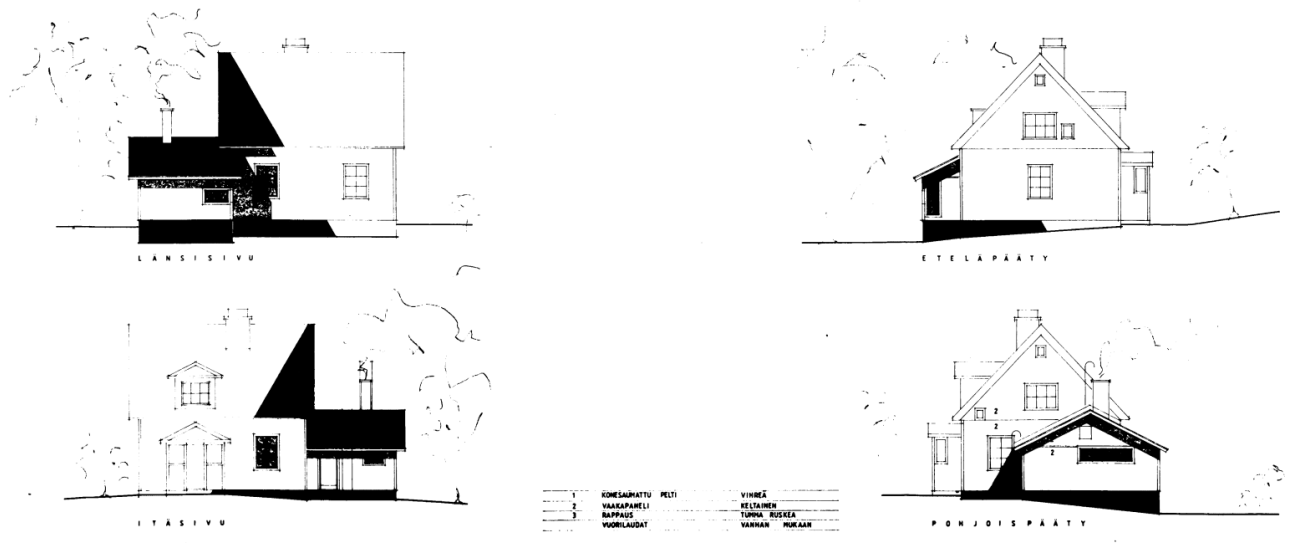 LÄNSISIVU
ETELÄPÄÄTY
2
2
2
ITÄSIVU
1 KONESAUMATTU PELTI VIHREÄ
2 VAAKAPANELI KELTAINEN
3 RAPPAUS TUMMA RUSKEA
VUORILAUDAT VANHAN MUKAAN
POHJOISPÄÄTY